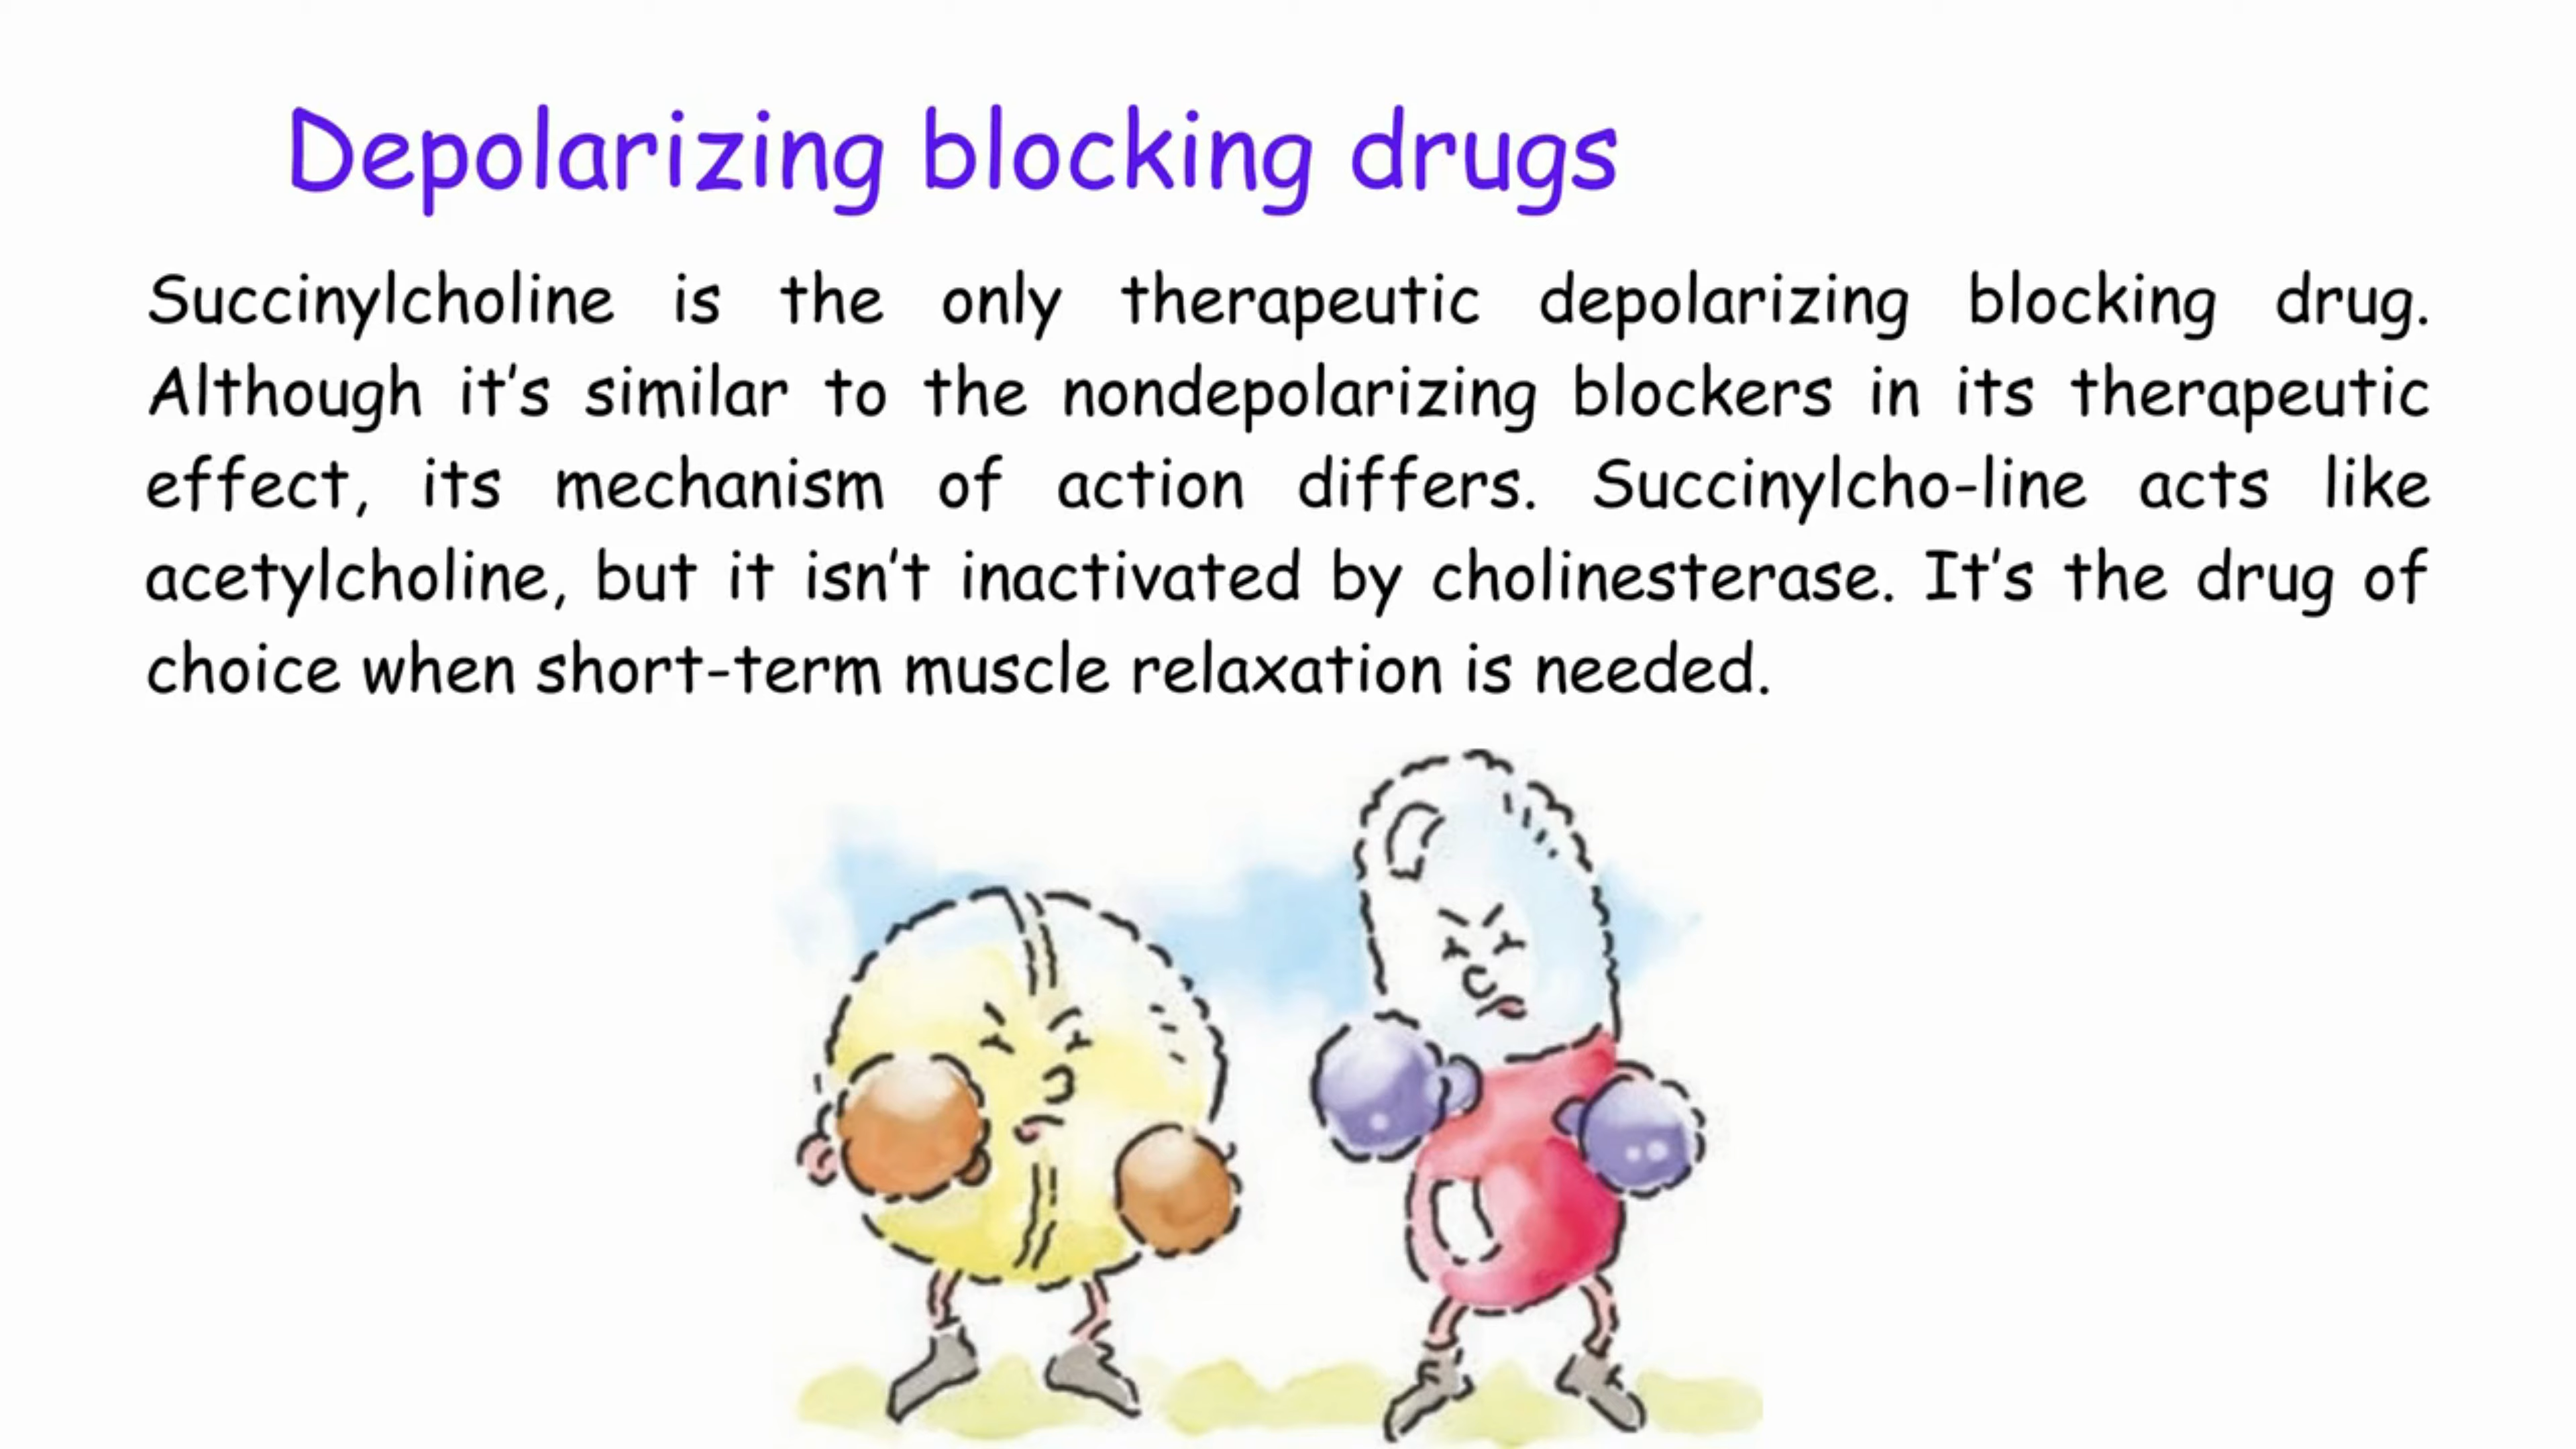 Depolarizing blocking drugs
Succinylcholine is the only therapeutic depolarizing blocking drug.
Although it’s similar to the nondepolarizing blockers in its therapeutic
effect, its mechanism of action differs. Succinylcho-line acts like
acetylcholine, but it isn’t inactivated by cholinesterase. It’s the drug of
choice when short-term muscle relaxation is needed.